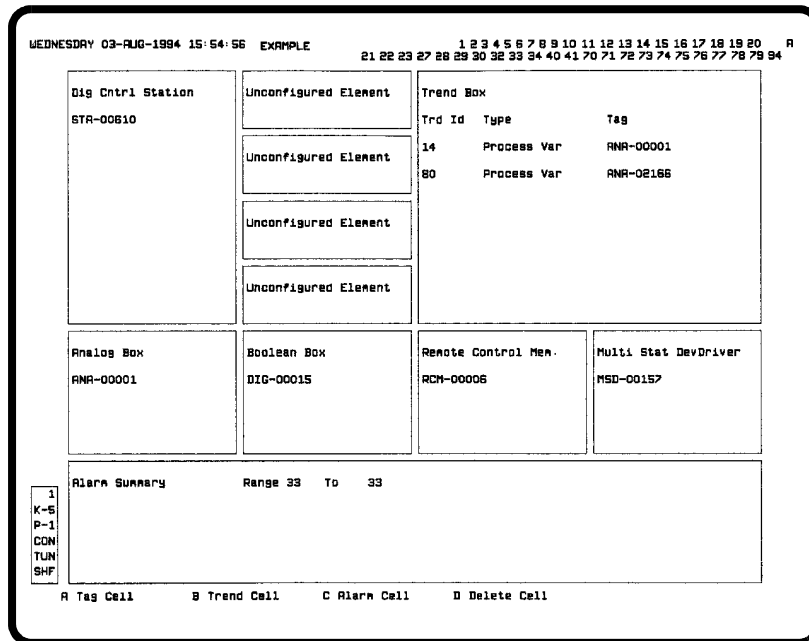 WEDNESDAY 03-AUG-1994 15:54:56 EXAMPLE 1 2 3 4 5 6 7 8 9 10 11 12 13 14 15 16 17 18 19 20 A
21 22 23 27 28 29 30 32 33 34 40 41 70 71 72 73 74 75 76 77 78 79 94
Dig Cntrl Station
STA-00610
Unconfigured Element
Unconfigured Element
Unconfigured Element
Unconfigured Element
Trend Box
Trd Id Type Tag
14 Process Var ANA-00001
80 Process Var ANA-02166
Analog Box
ANA-00001
Boolean Box
DIG-00015
Remote Control Mem.
RCM-00006
Multi Stat DevDriver
MSD-00157
Alarm Summary Range 33 To 33
1
K-5
P-1
CON
TUN
SHF
A Tag Cell B Trend Cell C Alarm Cell D Delete Cell